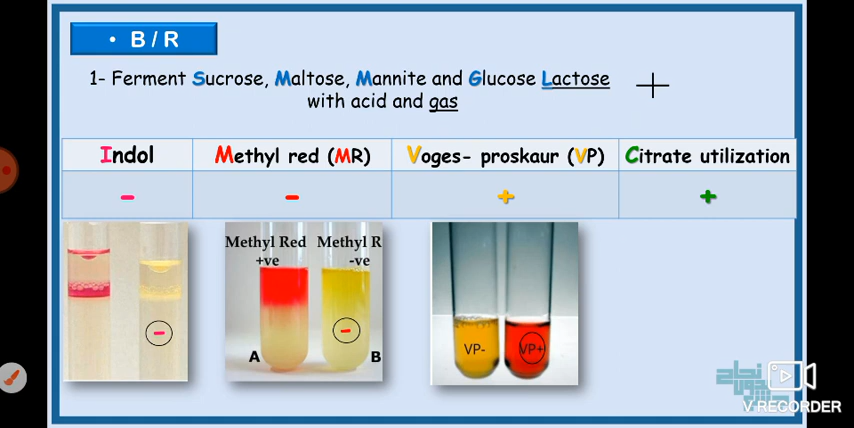 • B / R
1- Ferment Sucrose, Maltose, Mannite and Glucose Lactose
with acid and gas
Indol
Methyl red (MR)
Voges- proskaur (VP)
Citrate utilization
-
-
+
+
Methyl Red
+ve
Methyl R
-ve
-
-
A
B
VP-
VP+
V RECORDER